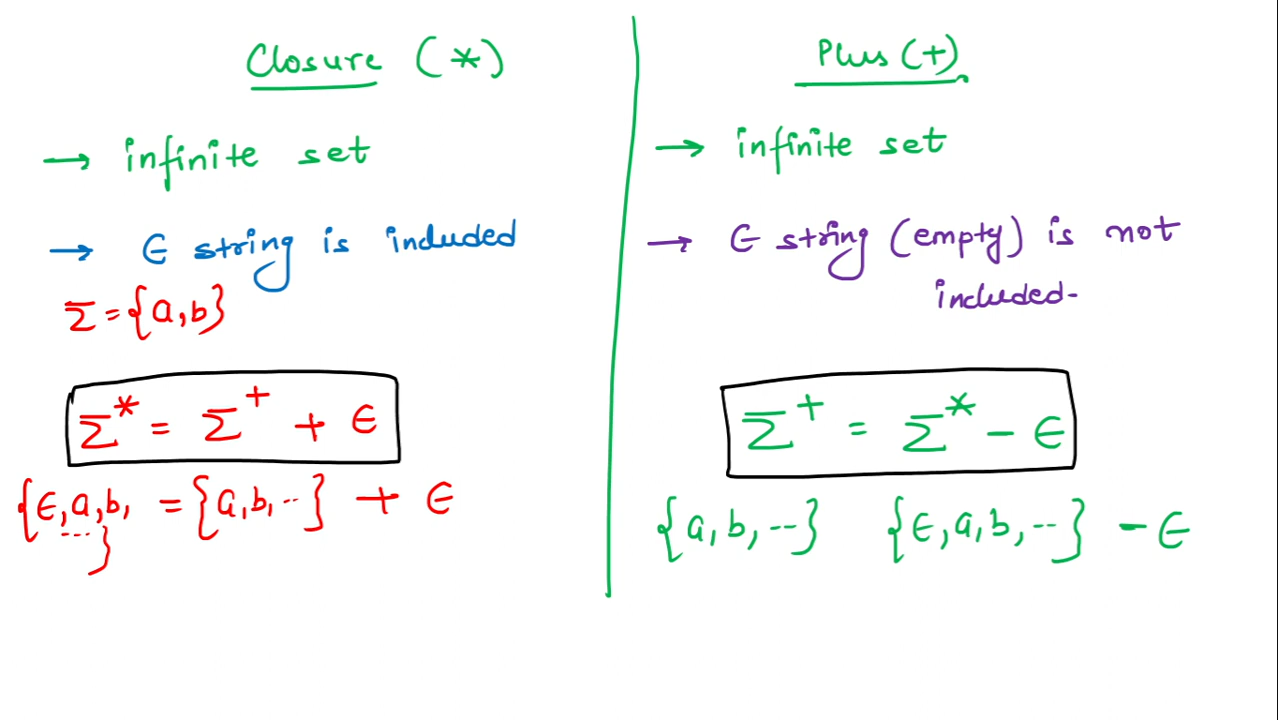 Closure (*)
→ infinite set
→ ∈ string is included
Σ = {a,b}
Σ* = Σ⁺ + ∈
{∈,a,b, = {a,b,--} + ∈
---}
Plus (+)
→ infinite set
→ ∈ string (empty) is not
included-
Σ⁺ = Σ* - ∈
{a,b,--} {∈,a,b,--} - ∈